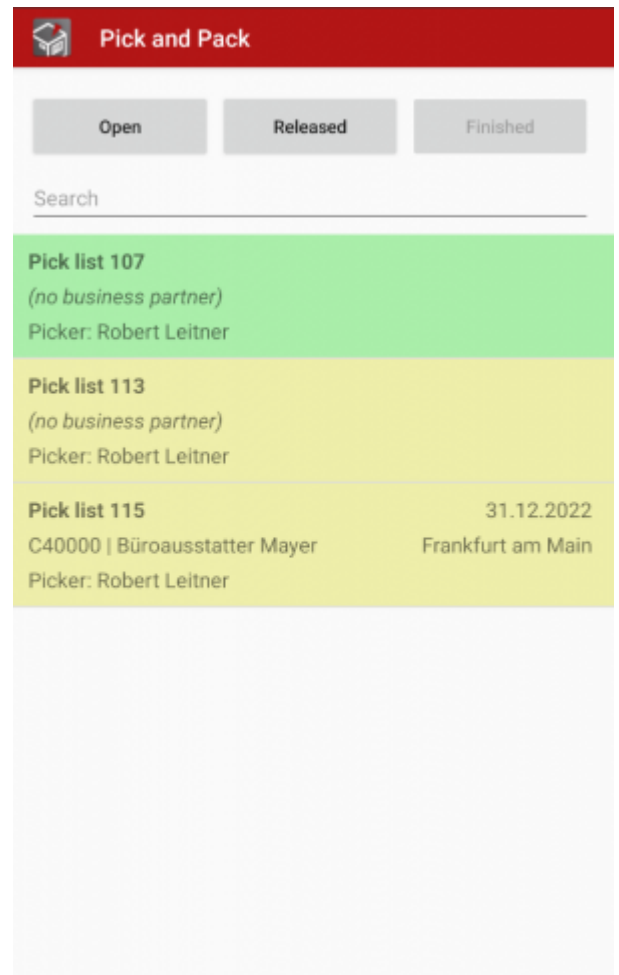 Pick and Pack
Open Released Finished
Search
Pick list 107
(no business partner)
Picker: Robert Leitner
Pick list 113
(no business partner)
Picker: Robert Leitner
Pick list 115 31.12.2022
C40000 | Büroausstatter Mayer Frankfurt am Main
Picker: Robert Leitner